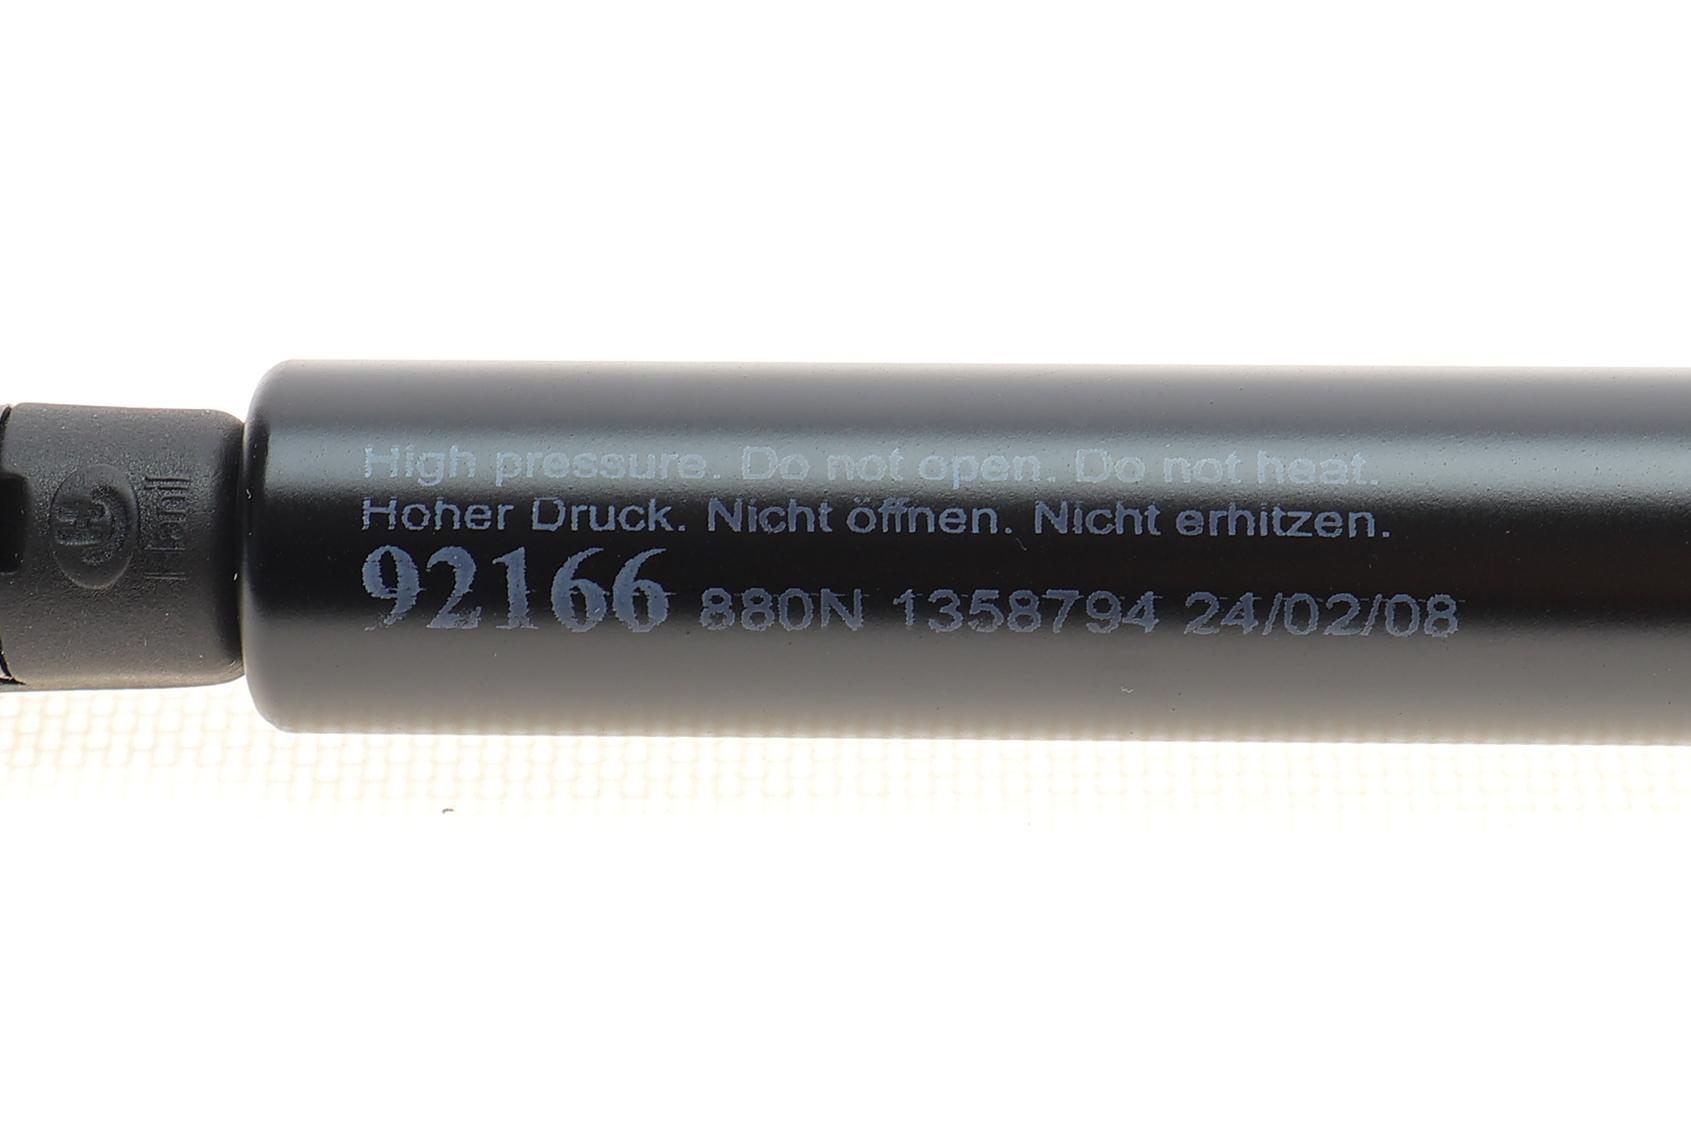 High pressure. Do not open. Do not heat.
Hoher Druck. Nicht öffnen. Nicht erhitzen.
92166 880N 1358794 24/02/08